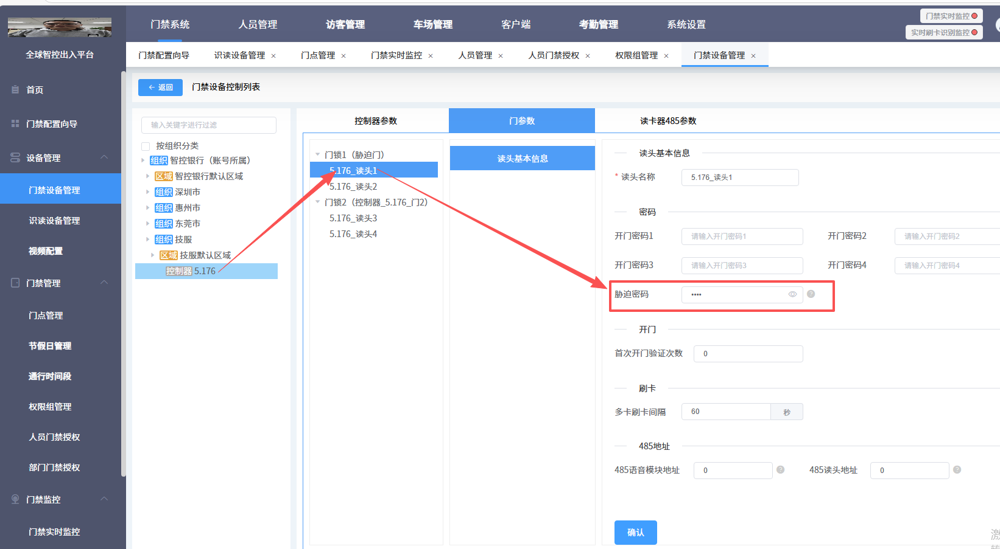 门禁系统
人员管理
访客管理
车场管理
客户端
考勤管理
系统设置
门禁实时监控
实时刷卡识别监控
全球智控出入平台
门禁配置向导
识读设备管理 ×
门点管理 ×
门禁实时监控 ×
人员管理 ×
人员门禁授权 ×
权限组管理 ×
门禁设备管理 ×
首页
门禁配置向导
设备管理
门禁设备管理
识读设备管理
视频配置
门禁管理
门点管理
节假日管理
通行时间段
权限组管理
人员门禁授权
部门门禁授权
门禁监控
门禁实时监控
← 返回
门禁设备控制列表
输入关键字进行过滤
按组织分类
组织 智控银行（账号所属）
区域 智控银行默认区域
组织 深圳市
组织 惠州市
组织 东莞市
组织 技服
区域 技服默认区域
控制器 5.176
控制器参数
门参数
读卡器485参数
门锁1（胁迫门）
5.176_读头1
5.176_读头2
门锁2（控制器_5.176_门2）
5.176_读头3
5.176_读头4
读头基本信息
读头基本信息
* 读头名称 5.176_读头1
密码
开门密码1 请输入开门密码1 开门密码2 请输入开门密码2
开门密码3 请输入开门密码3 开门密码4 请输入开门密码4
胁迫密码 •••• ?
开门
首次开门验证次数 0
刷卡
多卡刷卡间隔 60 秒
485地址
485语音模块地址 0 ? 485读头地址 0 ?
确认